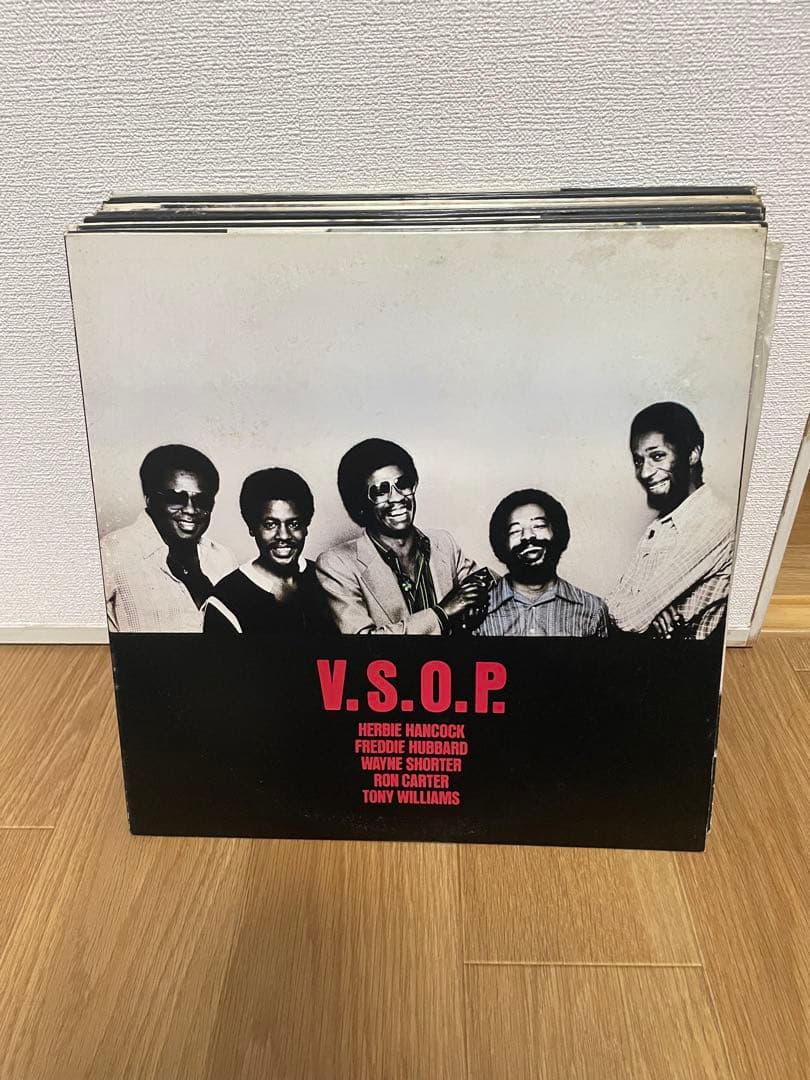 V.S.O.P.
HERBIE HANCOCK
FREDDIE HUBBARD
WAYNE SHORTER
RON CARTER
TONY WILLIAMS